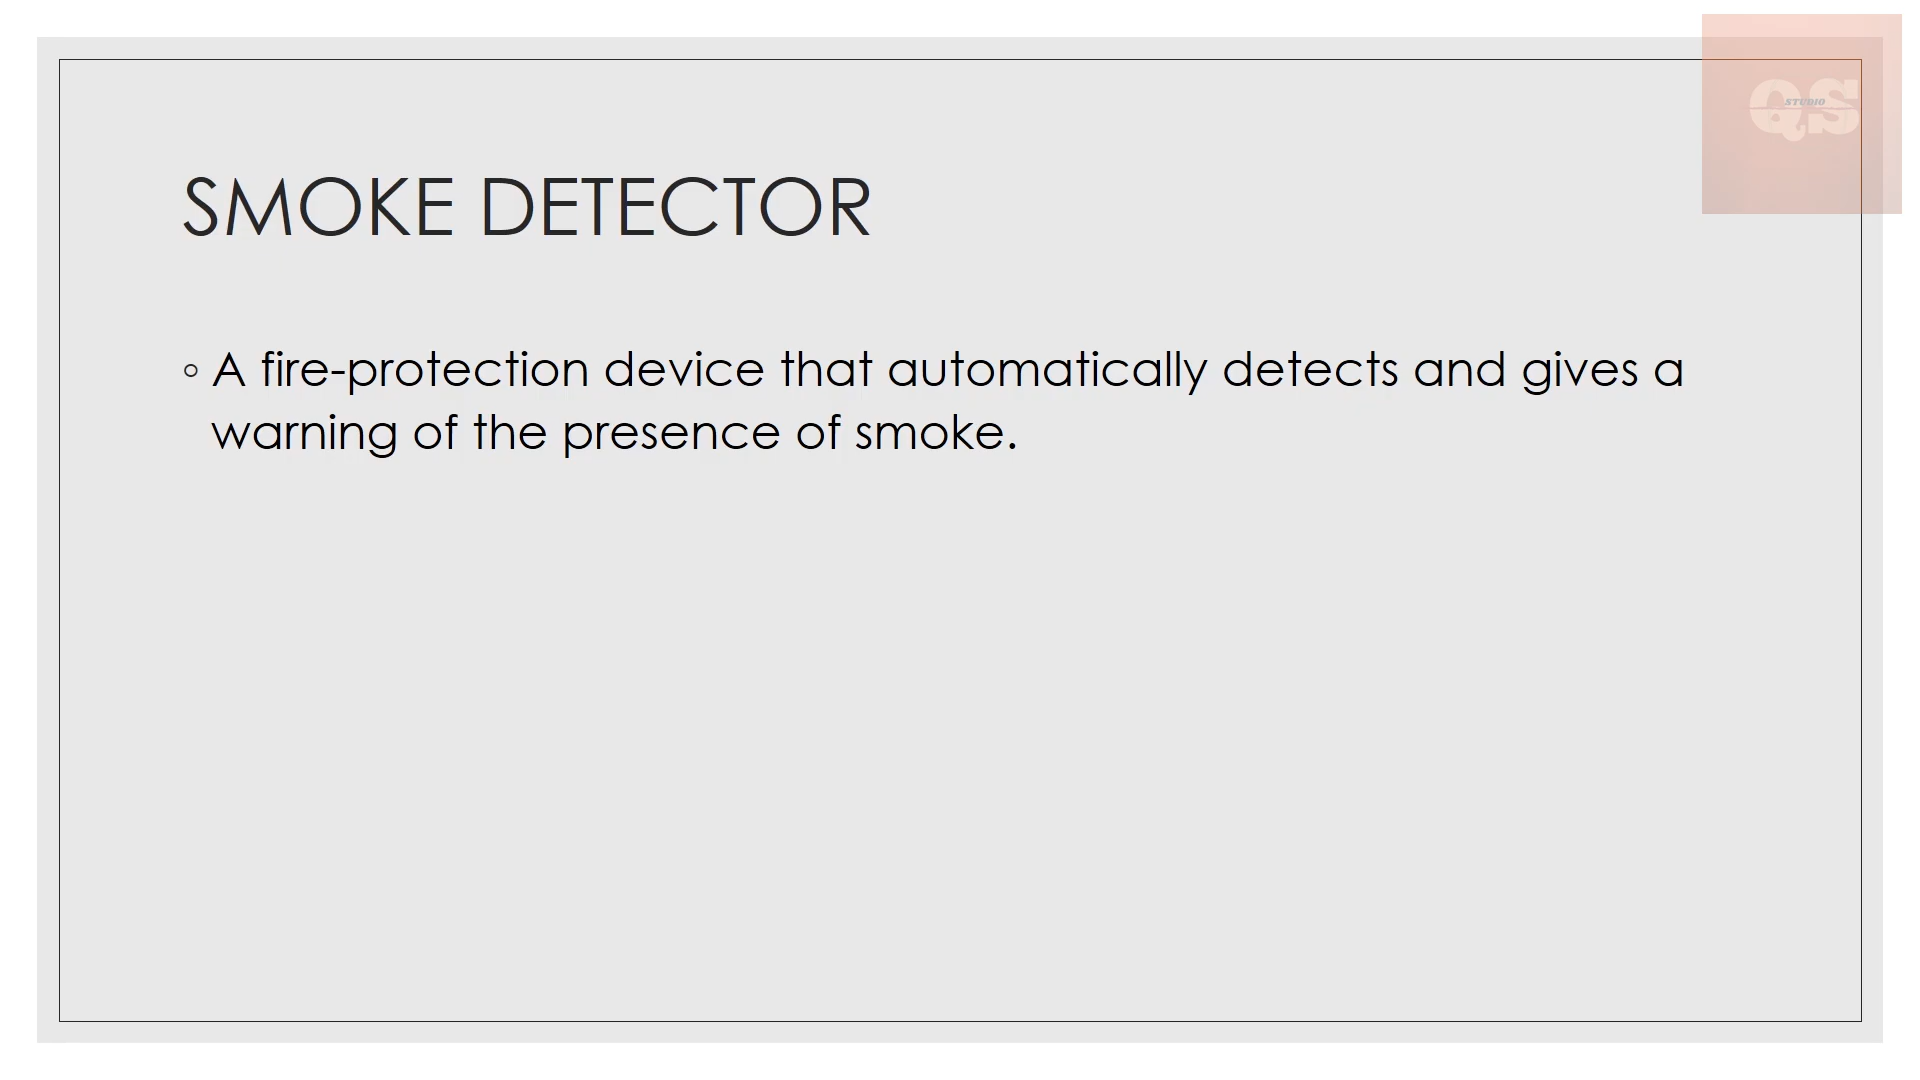 QS
STUDIO
SMOKE DETECTOR
◦ A fire-protection device that automatically detects and gives a
warning of the presence of smoke.